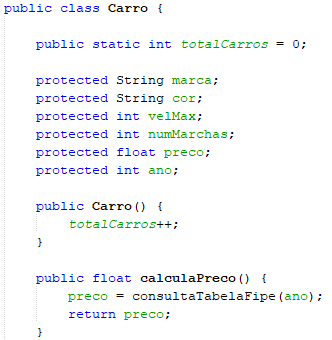 public class Carro {
public static int totalCarros = 0;
protected String marca;
protected String cor;
protected int velMax;
protected int numMarchas;
protected float preco;
protected int ano;
public Carro() {
totalCarros++;
}
public float calculaPreco() {
preco = consultaTabelaFipe(ano);
return preco;
}